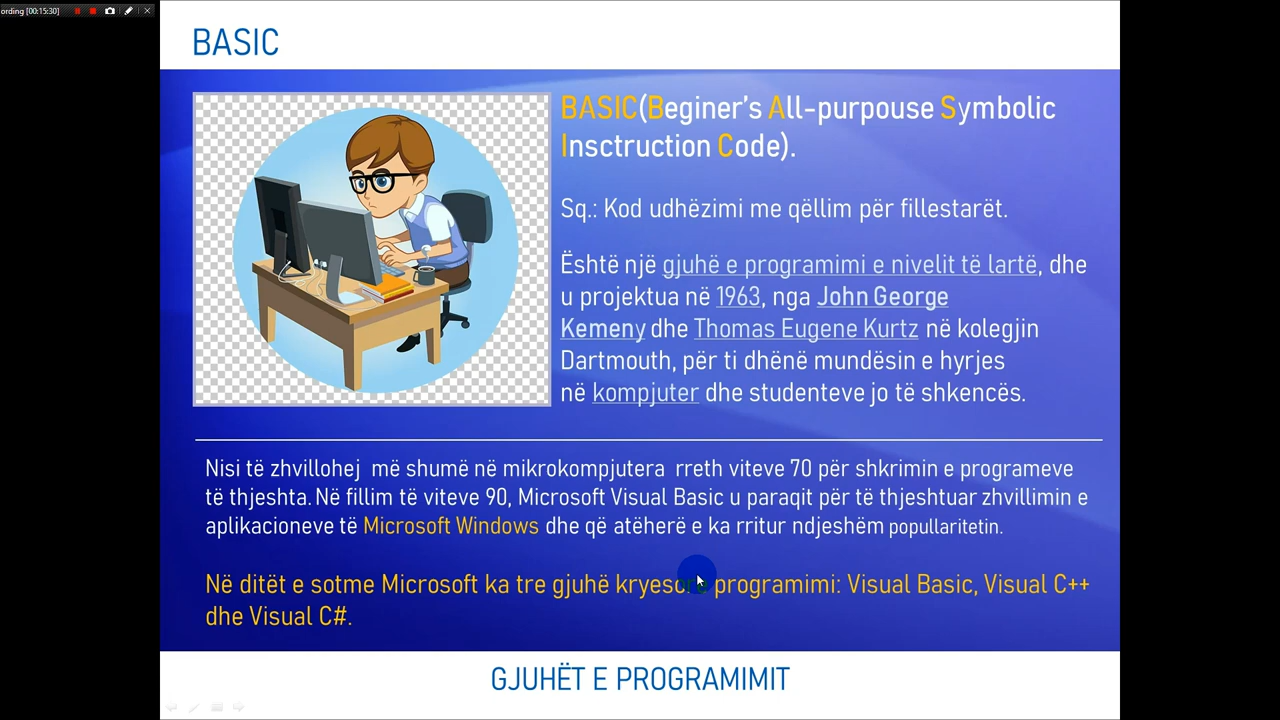 ording [00:15:30]
BASIC
BASIC(Beginer's All-purpouse Symbolic
Insctruction Code).
Sq.: Kod udhëzimi me qëllim për fillestarët.
Është një gjuhë e programimi e nivelit të lartë, dhe
u projektua në 1963, nga John George
Kemeny dhe Thomas Eugene Kurtz në kolegjin
Dartmouth, për ti dhënë mundësin e hyrjes
në kompjuter dhe studenteve jo të shkencës.
Nisi të zhvillohej më shumë në mikrokompjutera rreth viteve 70 për shkrimin e programeve
të thjeshta. Në fillim të viteve 90, Microsoft Visual Basic u paraqit për të thjeshtuar zhvillimin e
aplikacioneve të Microsoft Windows dhe që atëherë e ka rritur ndjeshëm popullaritetin.
Në ditët e sotme Microsoft ka tre gjuhë kryesore programimi: Visual Basic, Visual C++
dhe Visual C#.
GJUHËT E PROGRAMIMIT